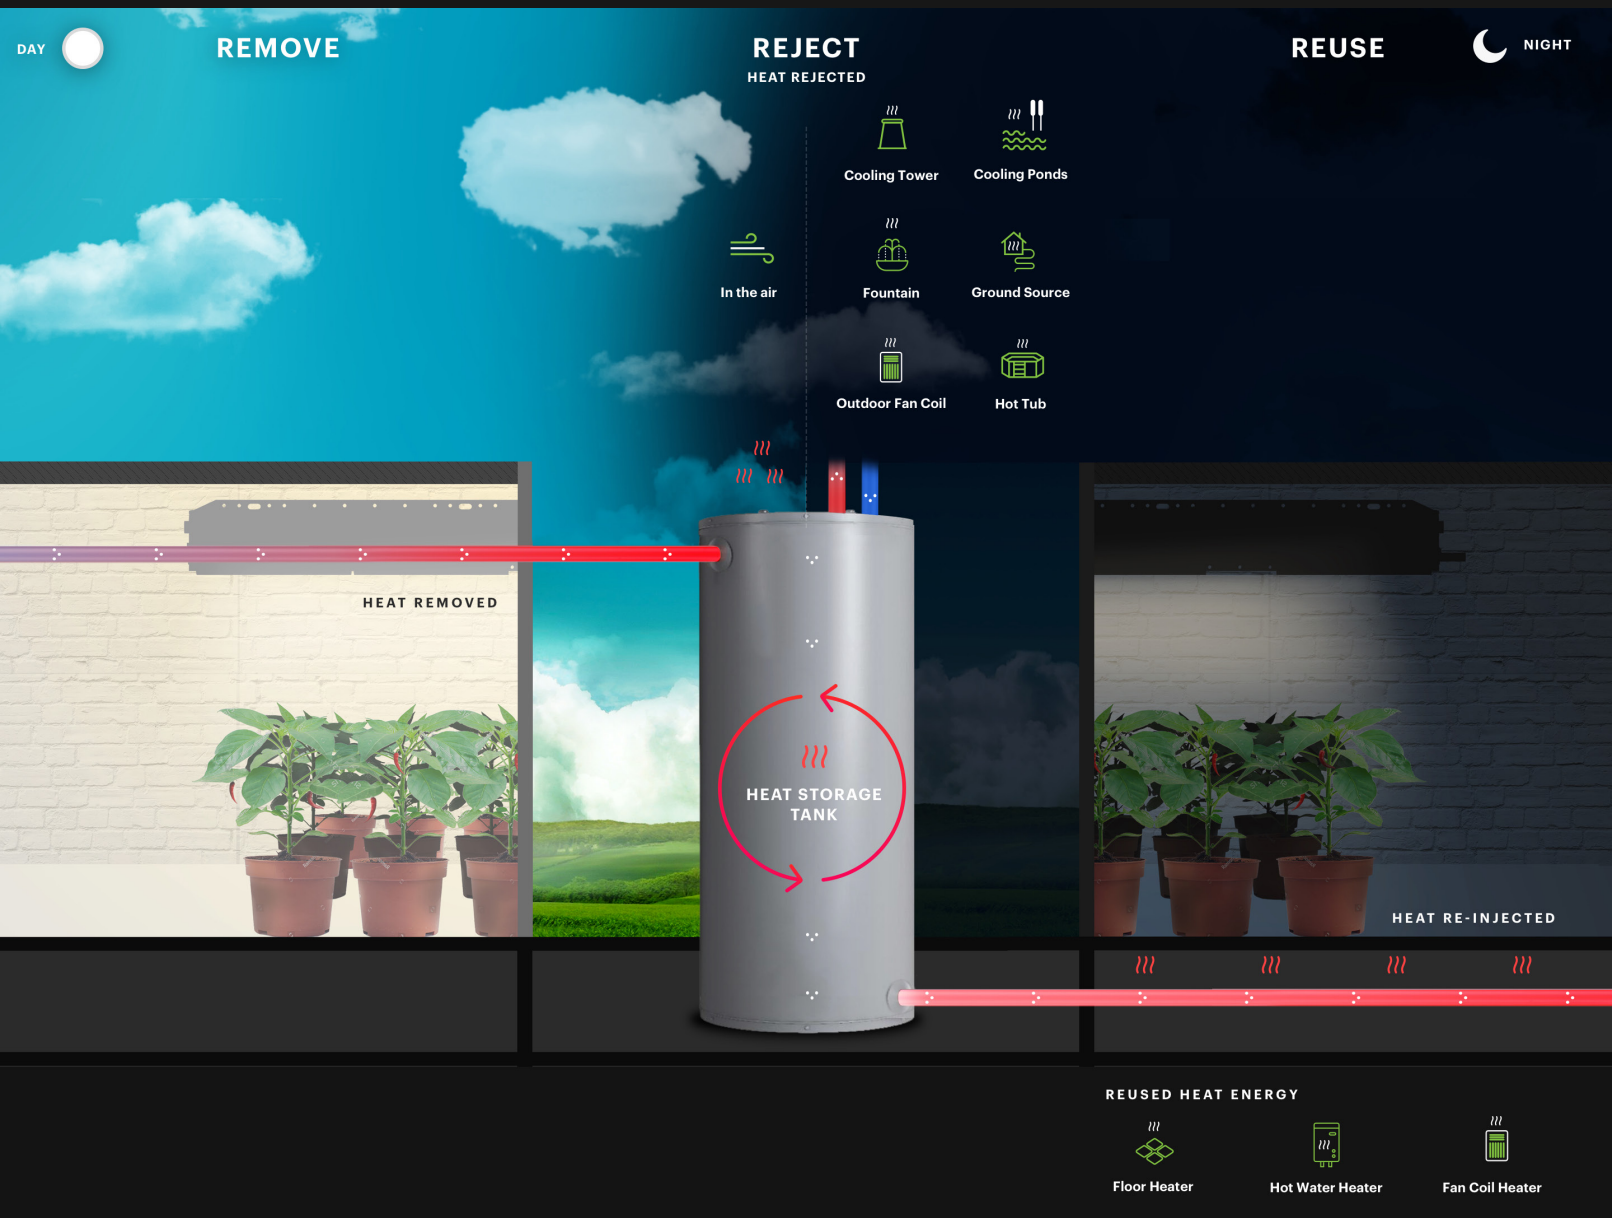 DAY
REMOVE
REJECT
HEAT REJECTED
REUSE
NIGHT
Cooling Tower
Cooling Ponds
In the air
Fountain
Ground Source
Outdoor Fan Coil
Hot Tub
HEAT REMOVED
HEAT STORAGE
TANK
HEAT RE-INJECTED
REUSED HEAT ENERGY
Floor Heater
Hot Water Heater
Fan Coil Heater